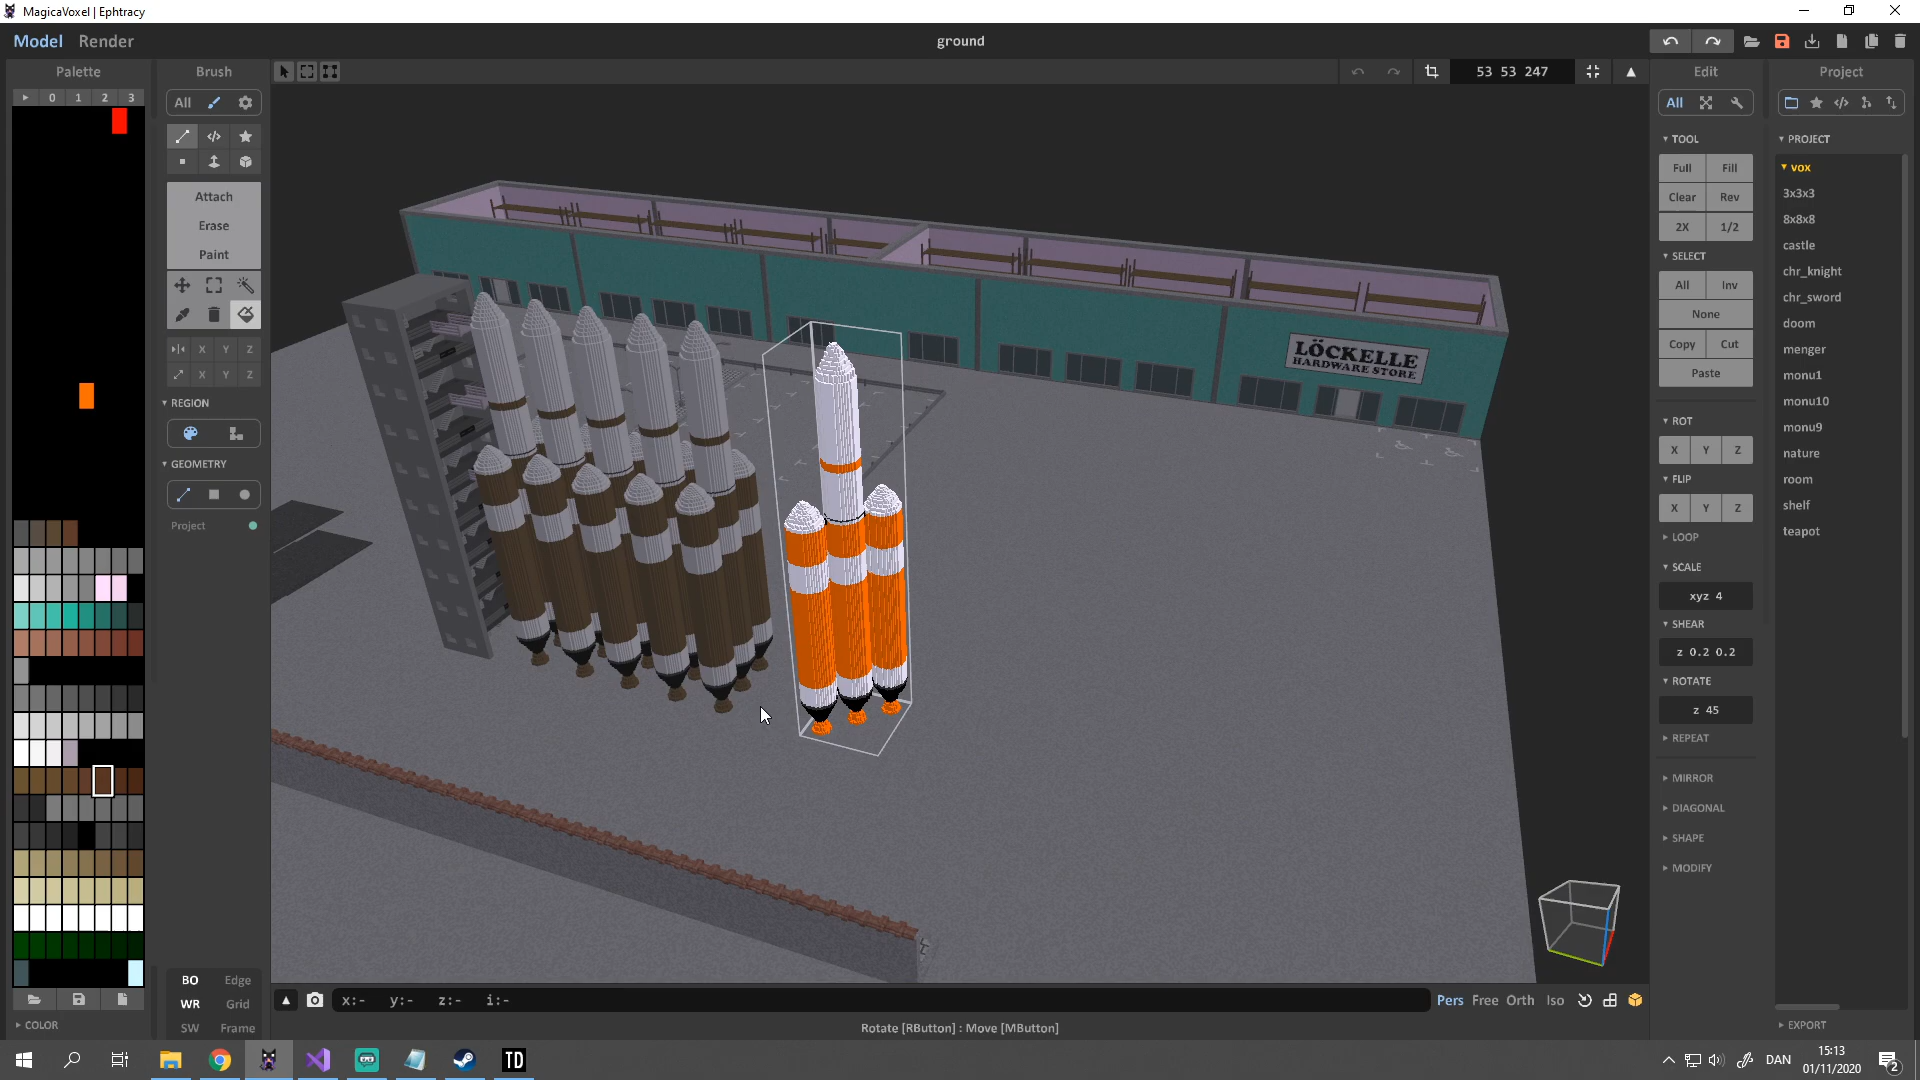 MagicaVoxel | Ephtracy
Model Render
ground
Palette
Brush
53 53 247
Edit
Project
0 1 2 3
All
All
TOOL
PROJECT
Full Fill
Clear Rev
2X 1/2
SELECT
All Inv
None
Copy Cut
Paste
ROT
X Y Z
FLIP
X Y Z
LOOP
SCALE
xyz 4
SHEAR
z 0.2 0.2
ROTATE
z 45
REPEAT
MIRROR
DIAGONAL
SHAPE
MODIFY
vox
3x3x3
8x8x8
castle
chr_knight
chr_sword
doom
menger
monu1
monu10
monu9
nature
room
shelf
teapot
EXPORT
Attach
Erase
Paint
X Y Z
X Y Z
REGION
GEOMETRY
Project
LÖCKELLE
HARDWARE STORE
BO Edge
WR Grid
SW Frame
COLOR
x:- y:- z:- i:-
Pers Free Orth Iso
Rotate [RButton] : Move [MButton]
TD
DAN
15:13
01/11/2020
2